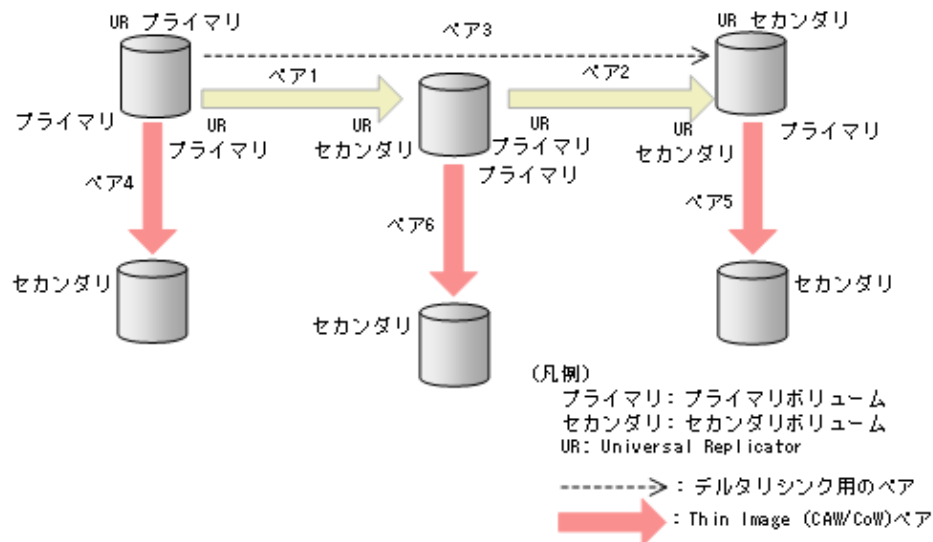 UR プライマリ
UR セカンダリ
ペア3
ペア1
ペア2
プライマリ
UR
プライマリ
UR
セカンダリ
プライマリ
プライマリ
UR
UR
セカンダリ
プライマリ
ペア4
ペア6
ペア5
セカンダリ
セカンダリ
セカンダリ
(凡例)
プライマリ: プライマリボリューム
セカンダリ: セカンダリボリューム
UR: Universal Replicator
: デルタリシンク用のペア
: Thin Image (CAW/CoW)ペア